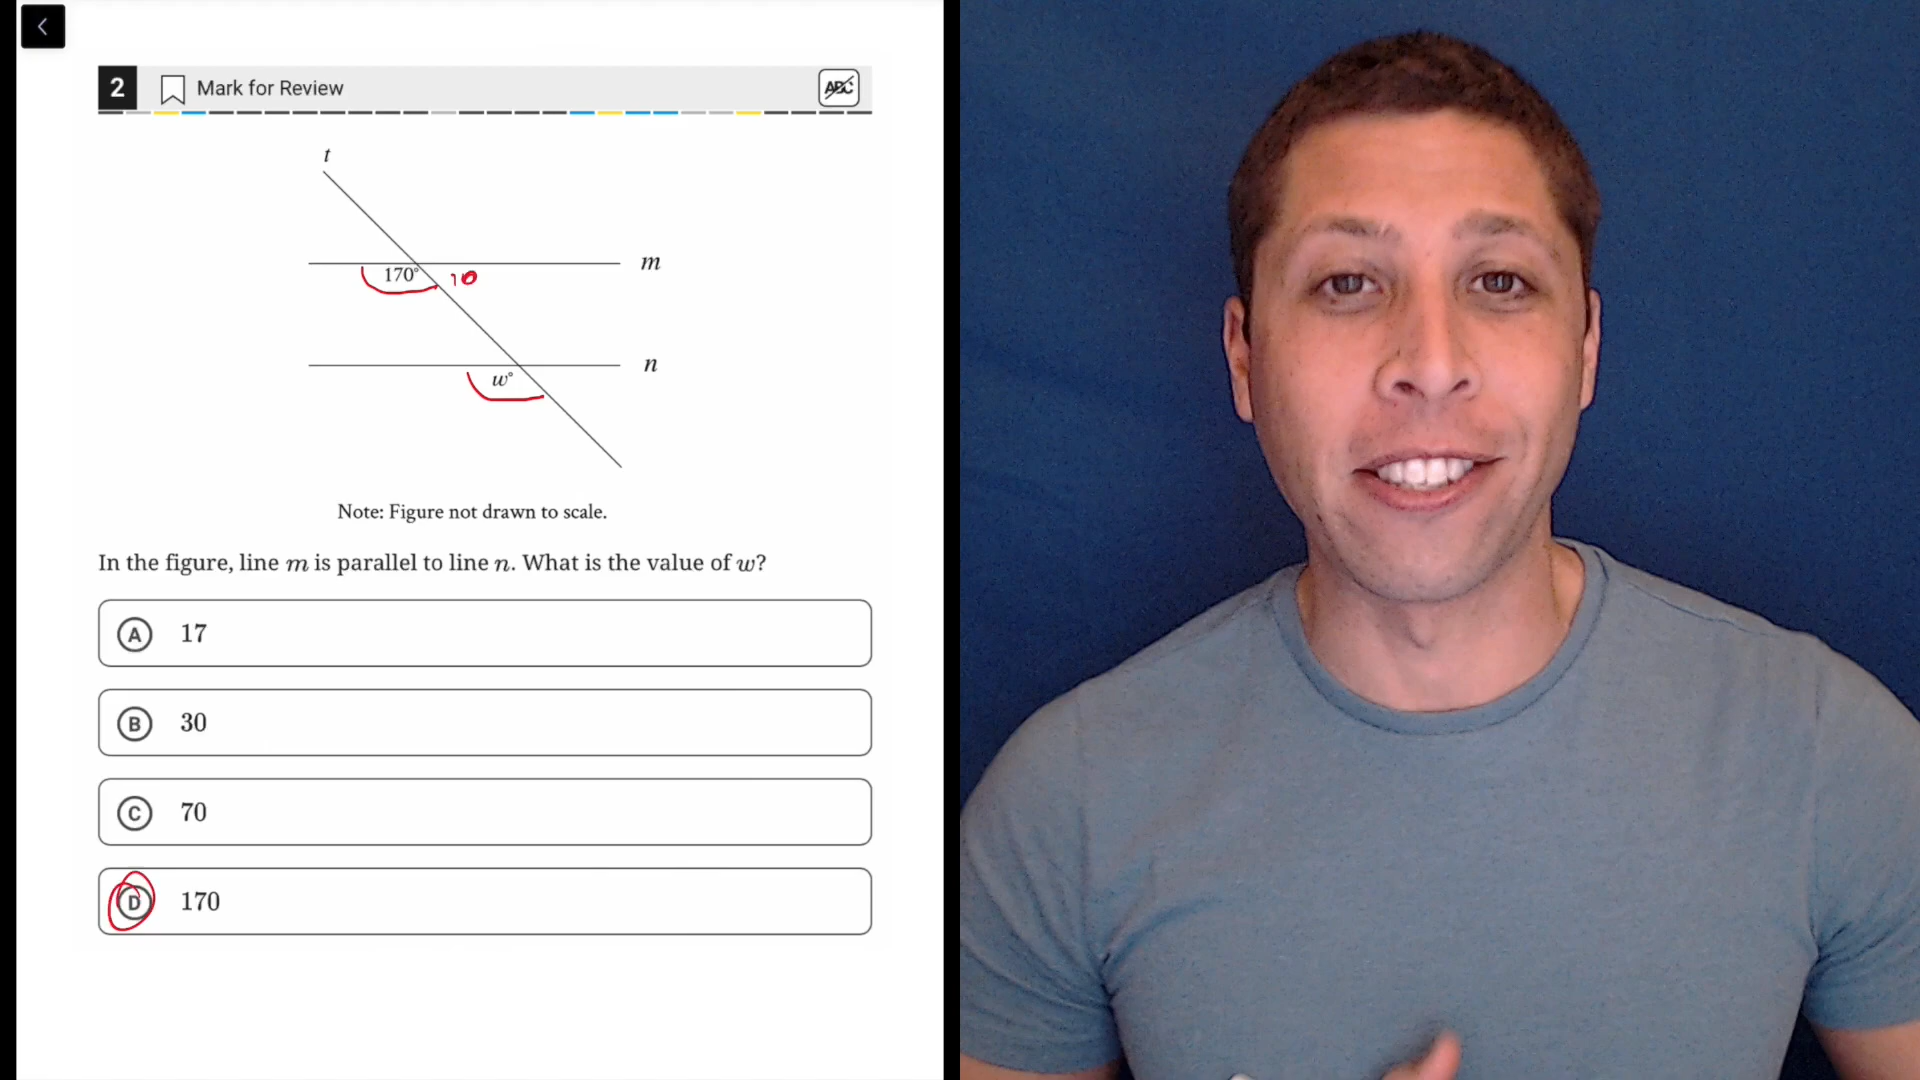 2 Mark for Review ABC
t
170° 10 m
n
w°
Note: Figure not drawn to scale.
In the figure, line m is parallel to line n. What is the value of w?
A 17
B 30
C 70
D 170